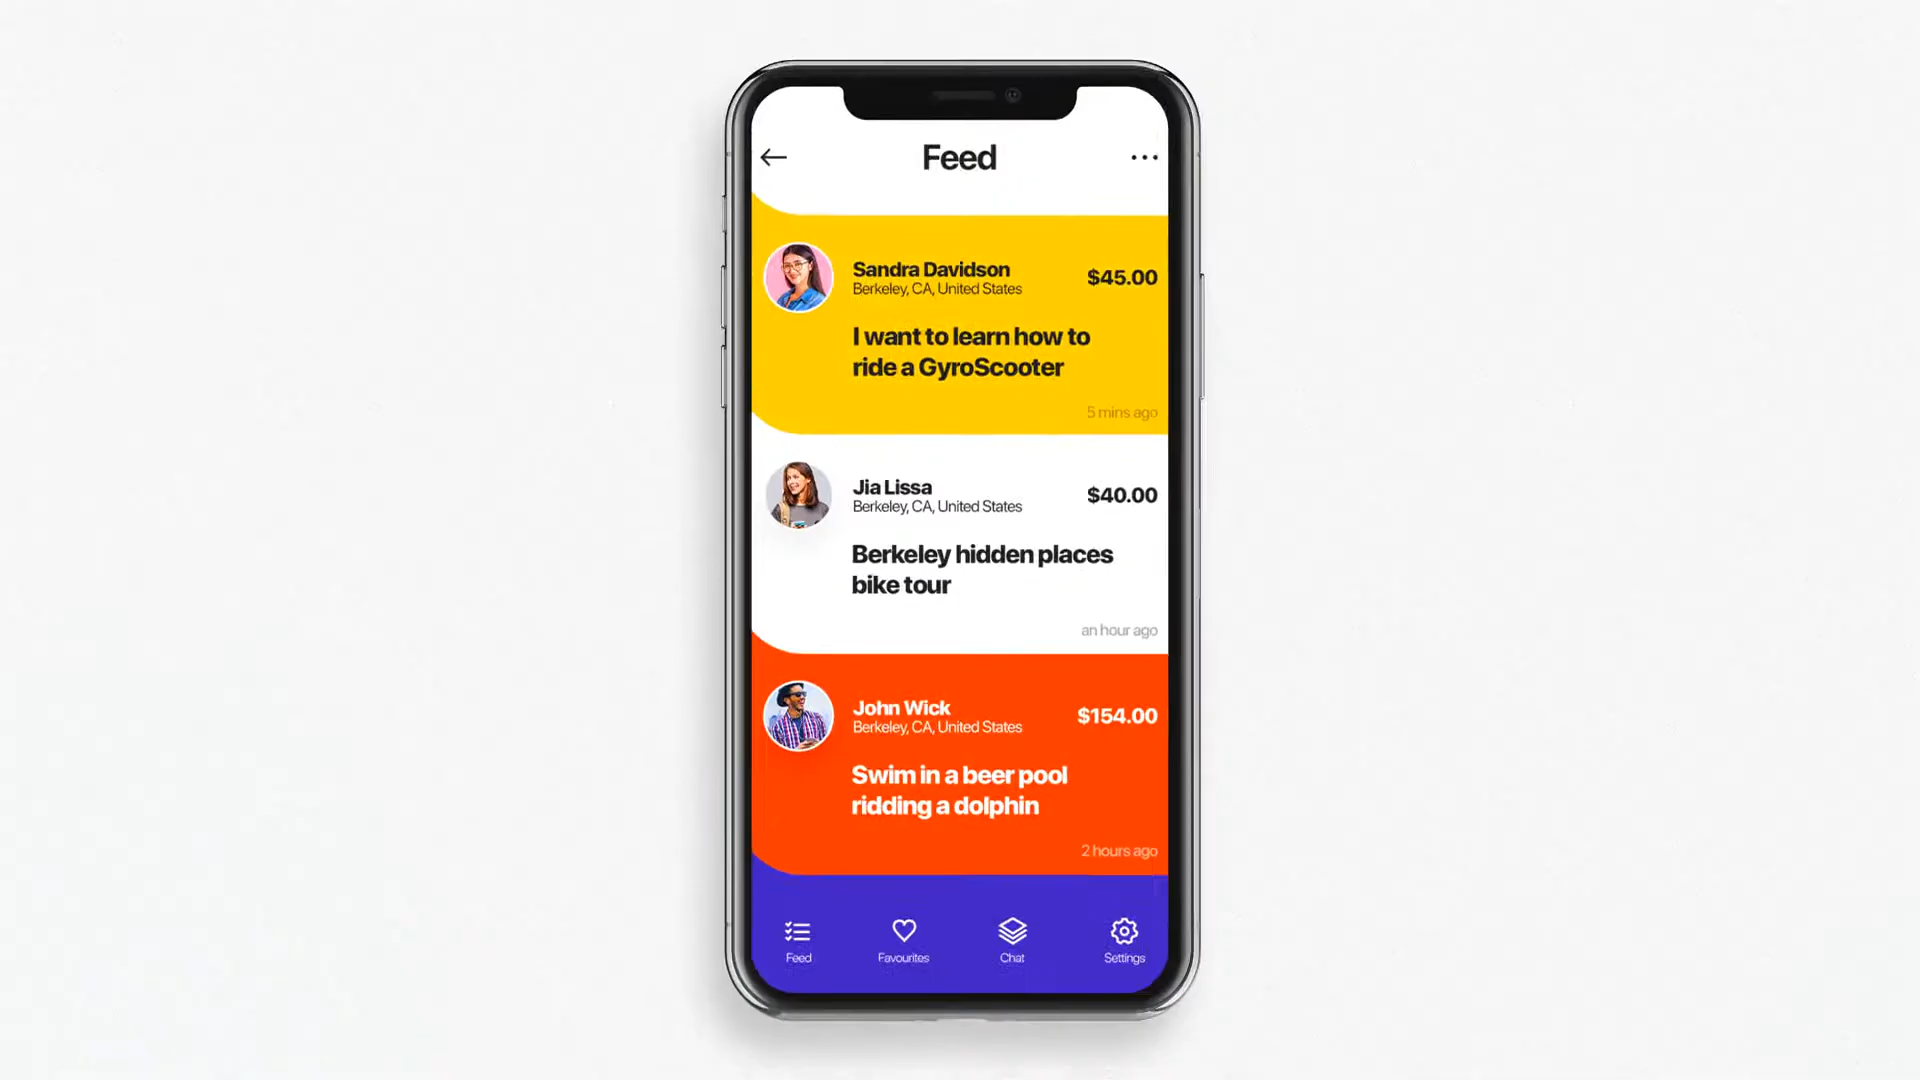 Feed
Sandra Davidson
Berkeley, CA, United States
$45.00
I want to learn how to
ride a GyroScooter
5 mins ago
Jia Lissa
Berkeley, CA, United States
$40.00
Berkeley hidden places
bike tour
an hour ago
John Wick
Berkeley, CA, United States
$154.00
Swim in a beer pool
ridding a dolphin
2 hours ago
Feed
Favourites
Chat
Settings